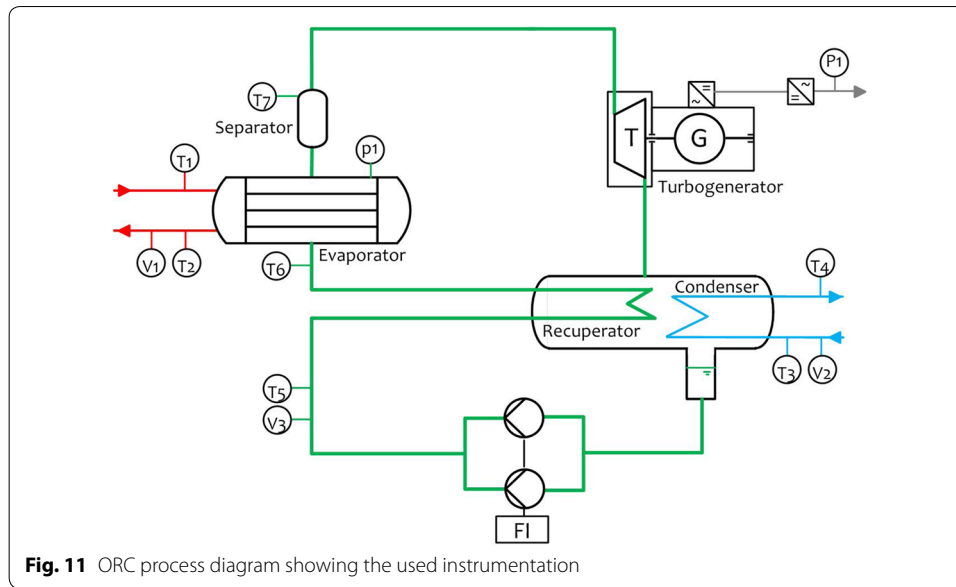 P1
T7
Separator
p1
T
G
T1
Turbogenerator
Evaporator
V1
T2
T6
T4
Condenser
Recuperator
T3
V2
T5
V3
FI
Fig. 11 ORC process diagram showing the used instrumentation